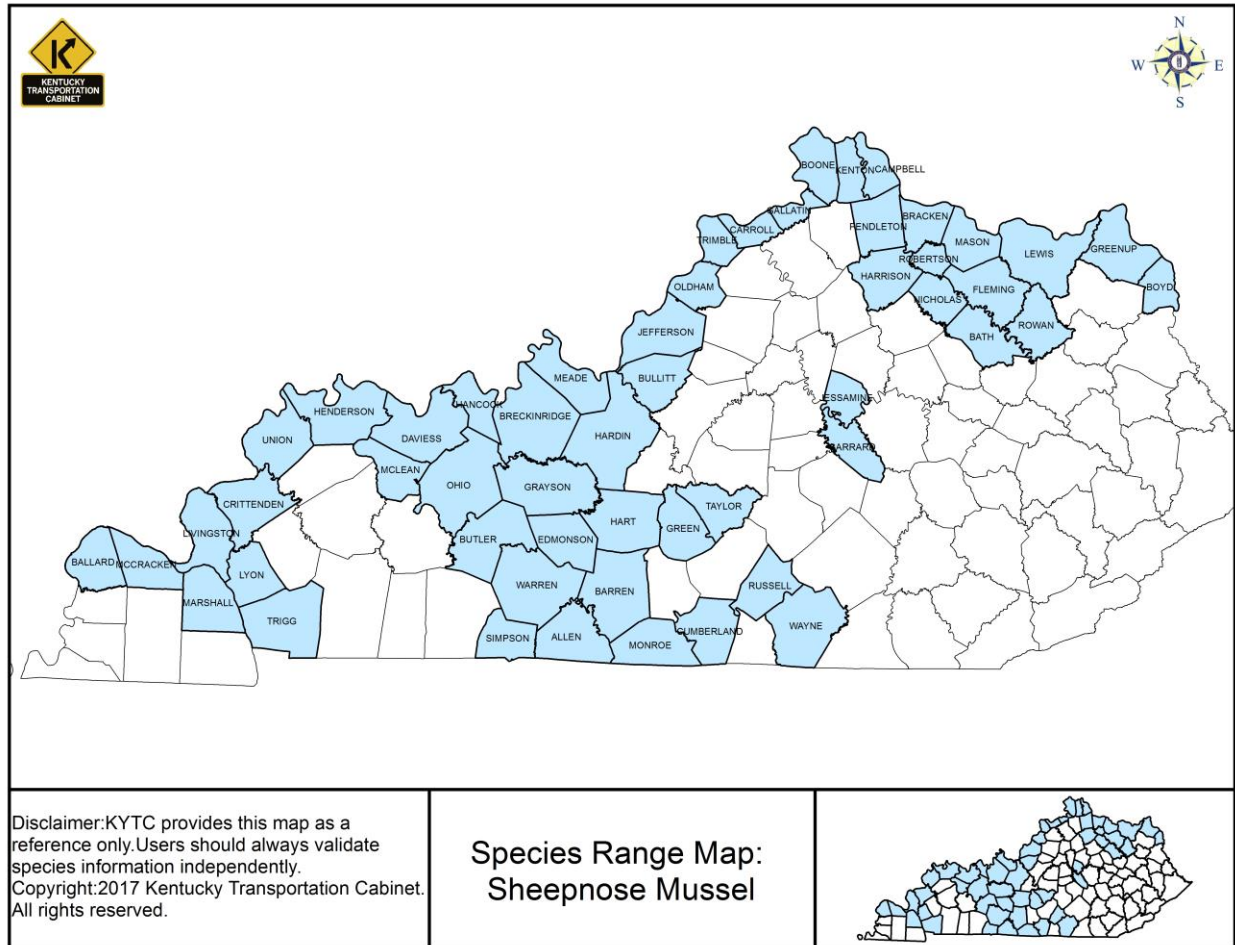 KENTUCKY
TRANSPORTATION
CABINET
N
W
E
S
BOONE
KENTON
CAMPBELL
GALLATIN
CARROLL
TRIMBLE
PENDLETON
BRACKEN
MASON
LEWIS
GREENUP
BOYD
ROBERTSON
HARRISON
NICHOLAS
FLEMING
BATH
ROWAN
OLDHAM
JEFFERSON
BULLITT
MEADE
HANCOCK
BRECKINRIDGE
HARDIN
HENDERSON
UNION
DAVIESS
MCLEAN
OHIO
GRAYSON
ESSAMINE
GARRARD
CRITTENDEN
LIVINGSTON
HART
GREEN
TAYLOR
BUTLER
EDMONSON
BALLARD
MCCRACKEN
LYON
WARREN
BARREN
RUSSELL
MARSHALL
TRIGG
SIMPSON
ALLEN
MONROE
CUMBERLAND
WAYNE
Disclaimer:KYTC provides this map as a
reference only.Users should always validate
species information independently.
Copyright:2017 Kentucky Transportation Cabinet.
All rights reserved.
Species Range Map:
Sheepnose Mussel